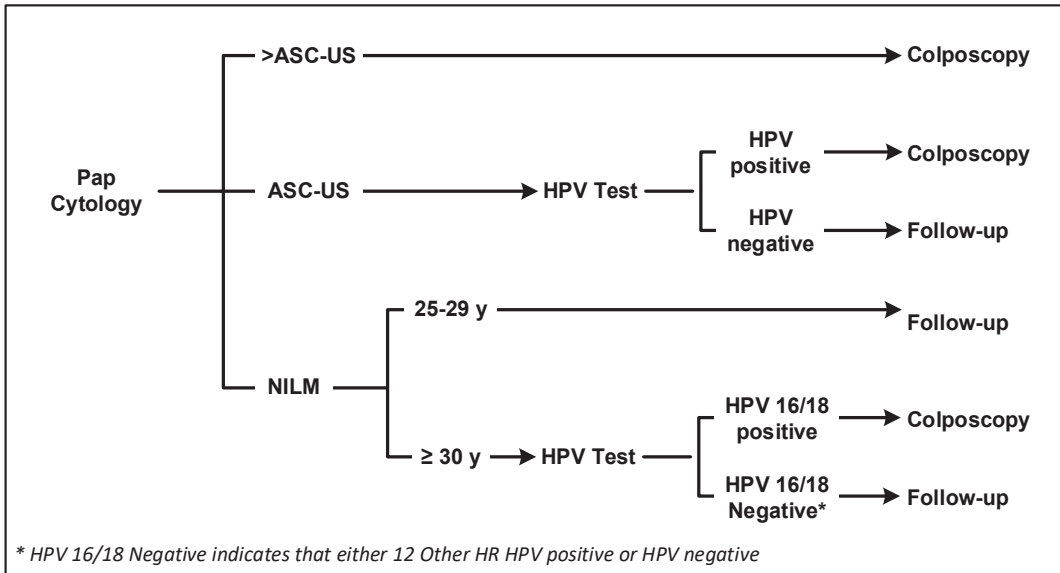 >ASC-US
Colposcopy
Pap
Cytology
ASC-US
HPV Test
HPV
positive
Colposcopy
HPV
negative
Follow-up
NILM
25-29 y
Follow-up
≥ 30 y
HPV Test
HPV 16/18
positive
Colposcopy
HPV 16/18
Negative*
Follow-up
* HPV 16/18 Negative indicates that either 12 Other HR HPV positive or HPV negative